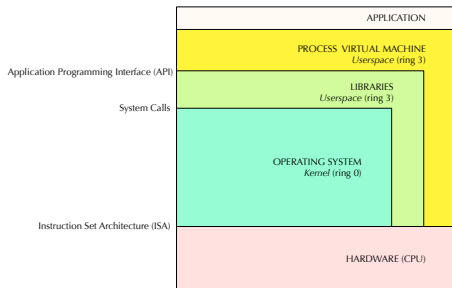 APPLICATION
PROCESS VIRTUAL MACHINE
Userspace (ring 3)
Application Programming Interface (API)
LIBRARIES
Userspace (ring 3)
System Calls
OPERATING SYSTEM
Kernel (ring 0)
Instruction Set Architecture (ISA)
HARDWARE (CPU)